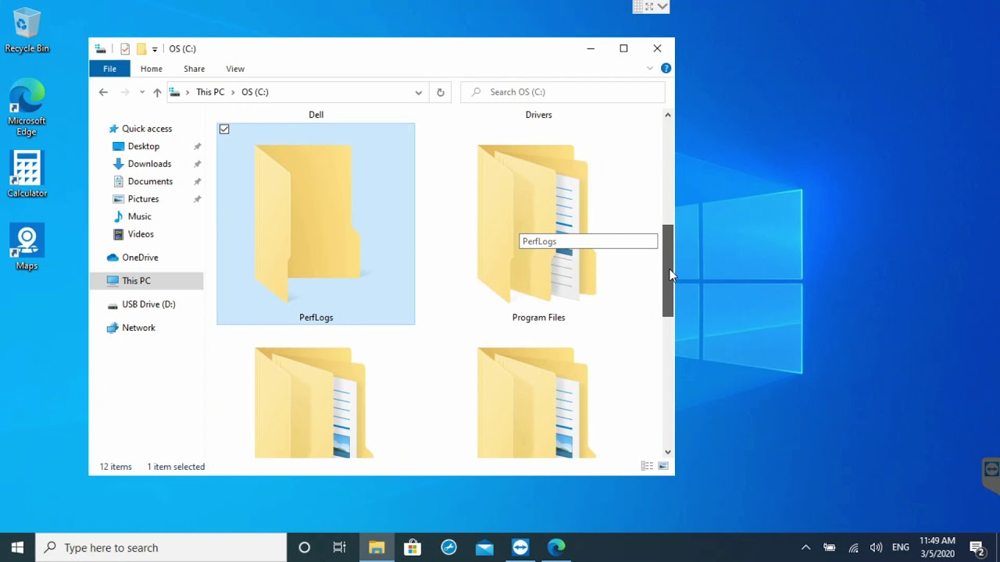 Recycle Bin
Microsoft
Edge
Calculator
Maps
OS (C:)
File
Home
Share
View
This PC
OS (C:)
Search OS (C:)
Quick access
Desktop
Downloads
Documents
Pictures
Music
Videos
OneDrive
This PC
USB Drive (D:)
Network
Dell
Drivers
PerfLogs
PerfLogs
Program Files
12 items
1 item selected
Type here to search
ENG
11:49 AM
3/5/2020
2